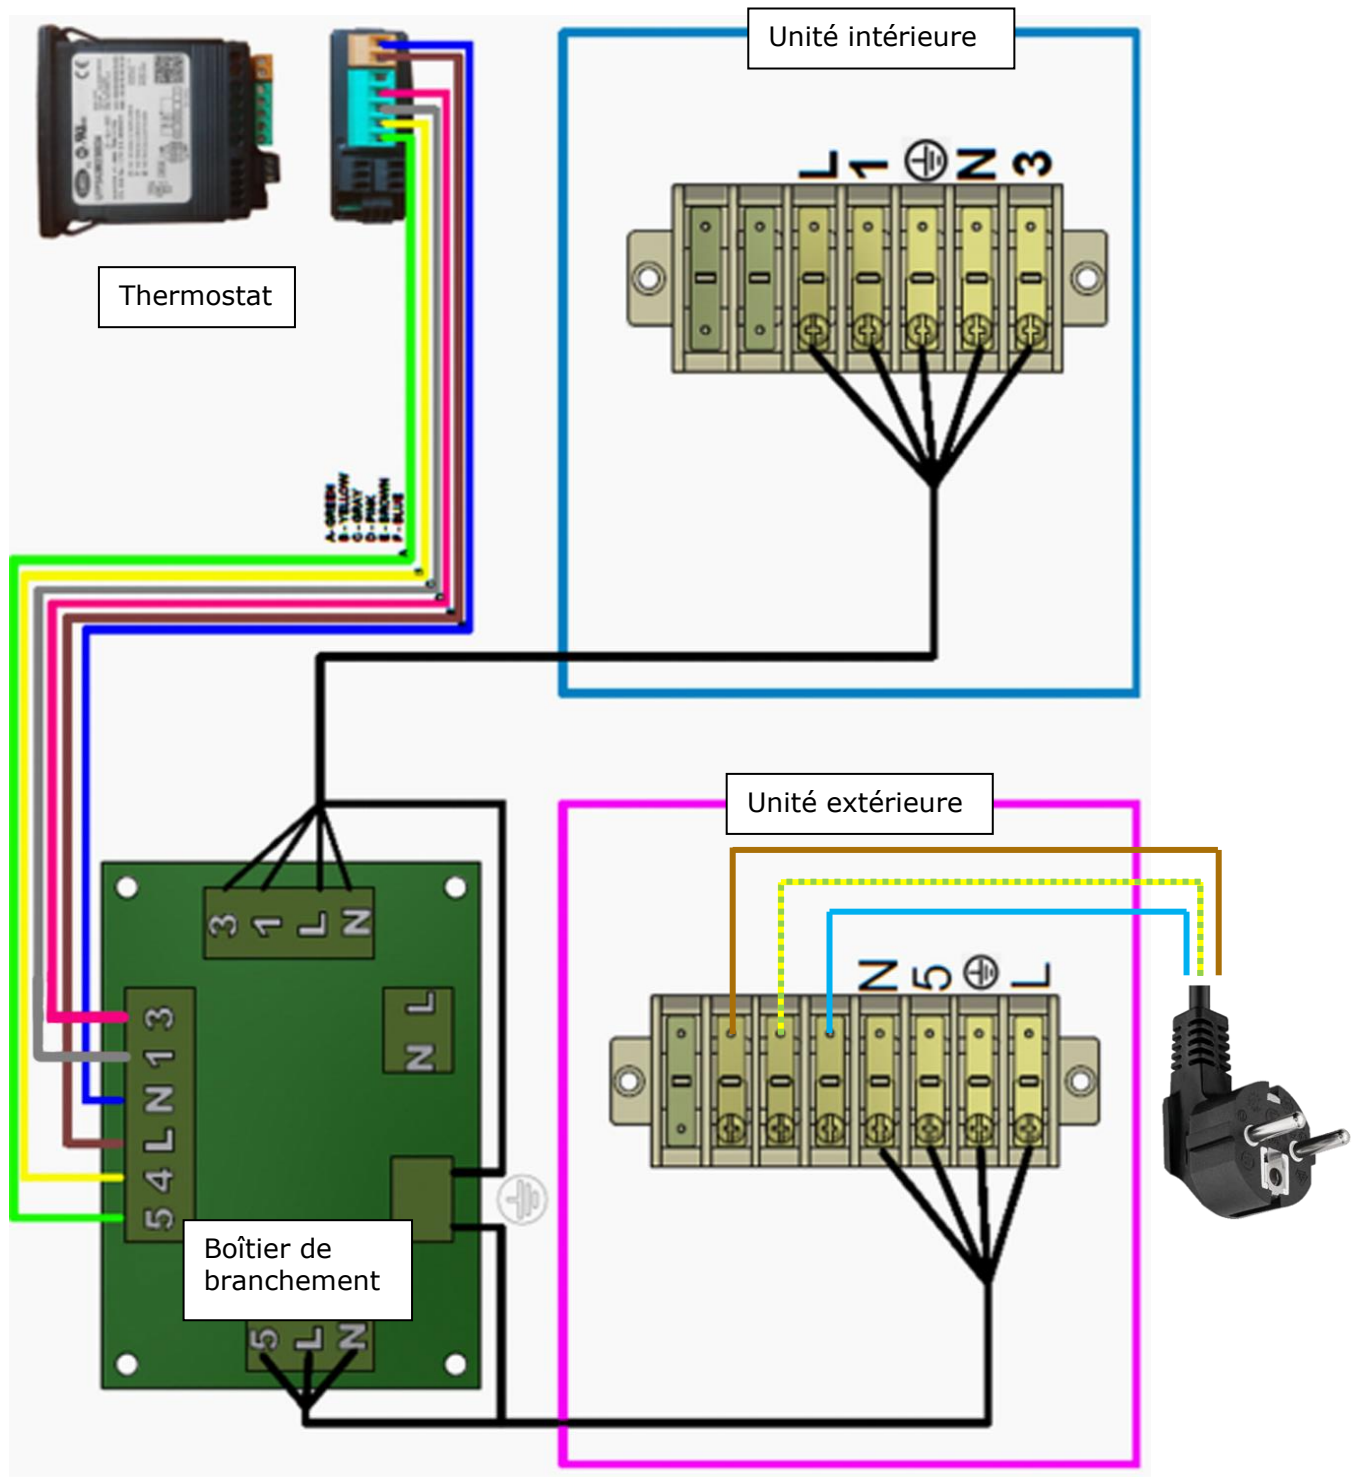 Unité intérieure
L 1 N 3
Thermostat
A - GREEN
B - YELLOW
C - GRAY
D - PINK
E - BROWN
F - BLUE
A
Unité extérieure
3 1 L N
3
1
N
L
4
5
L
N
N 5 L
Boîtier de
branchement
5 L N